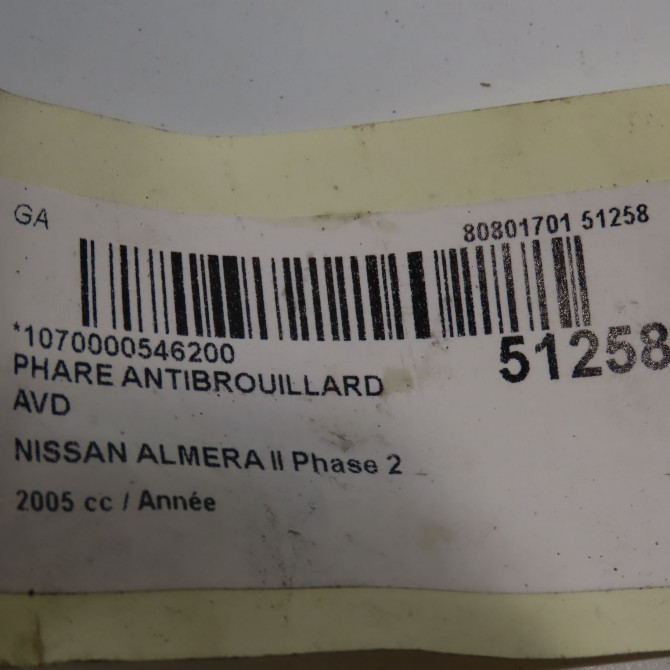 GA
80801701 51258
*1070000546200
51258
PHARE ANTIBROUILLARD
AVD
NISSAN ALMERA II Phase 2
2005 cc / Année